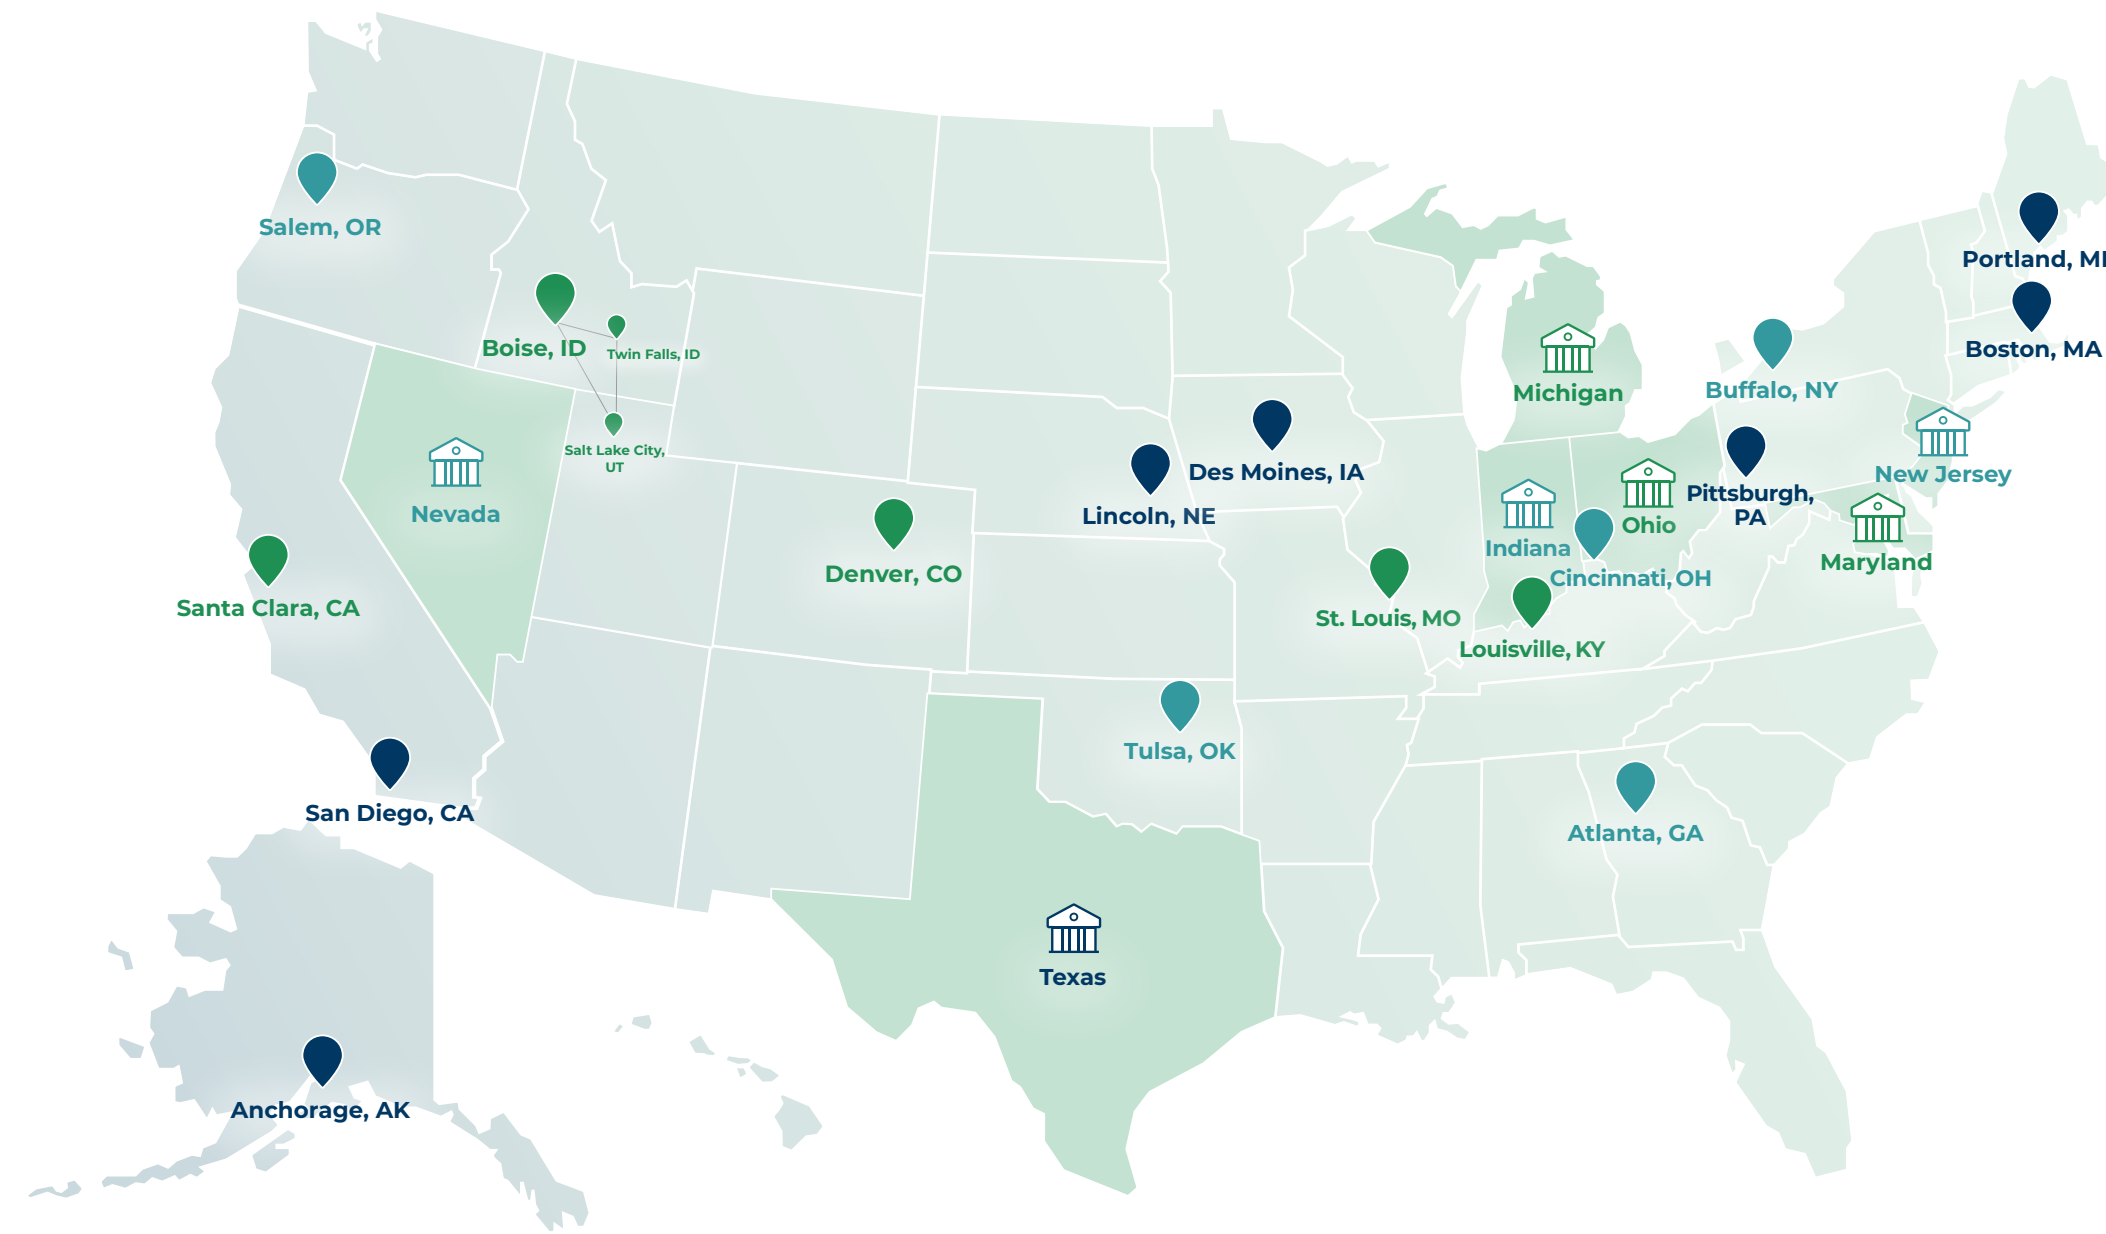 Salem, OR
Portland, M
Boise, ID
Twin Falls, ID
Boston, MA
Michigan
Buffalo, NY
Salt Lake City,
UT
Des Moines, IA
New Jersey
Nevada
Lincoln, NE
Pittsburgh,
PA
Ohio
Indiana
Maryland
Denver, CO
Cincinnati, OH
Santa Clara, CA
St. Louis, MO
Louisville, KY
Tulsa, OK
San Diego, CA
Atlanta, GA
Texas
Anchorage, AK